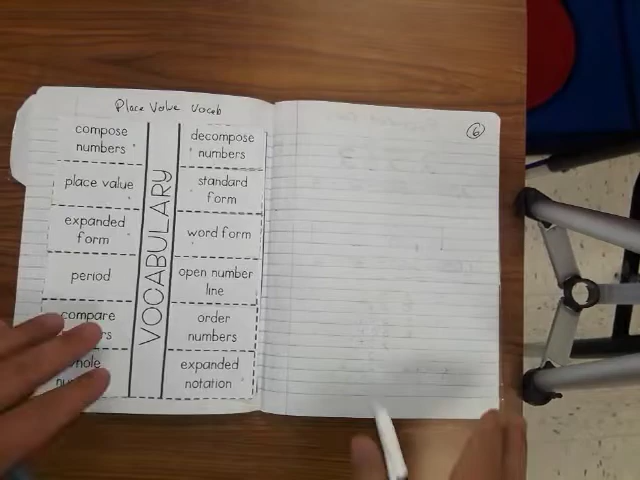 Place Value Vocab
6
compose
numbers
decompose
numbers
place value
standard
form
expanded
form
word form
period
open number
line
compare
order
numbers
whole
expanded
notation
VOCABULARY